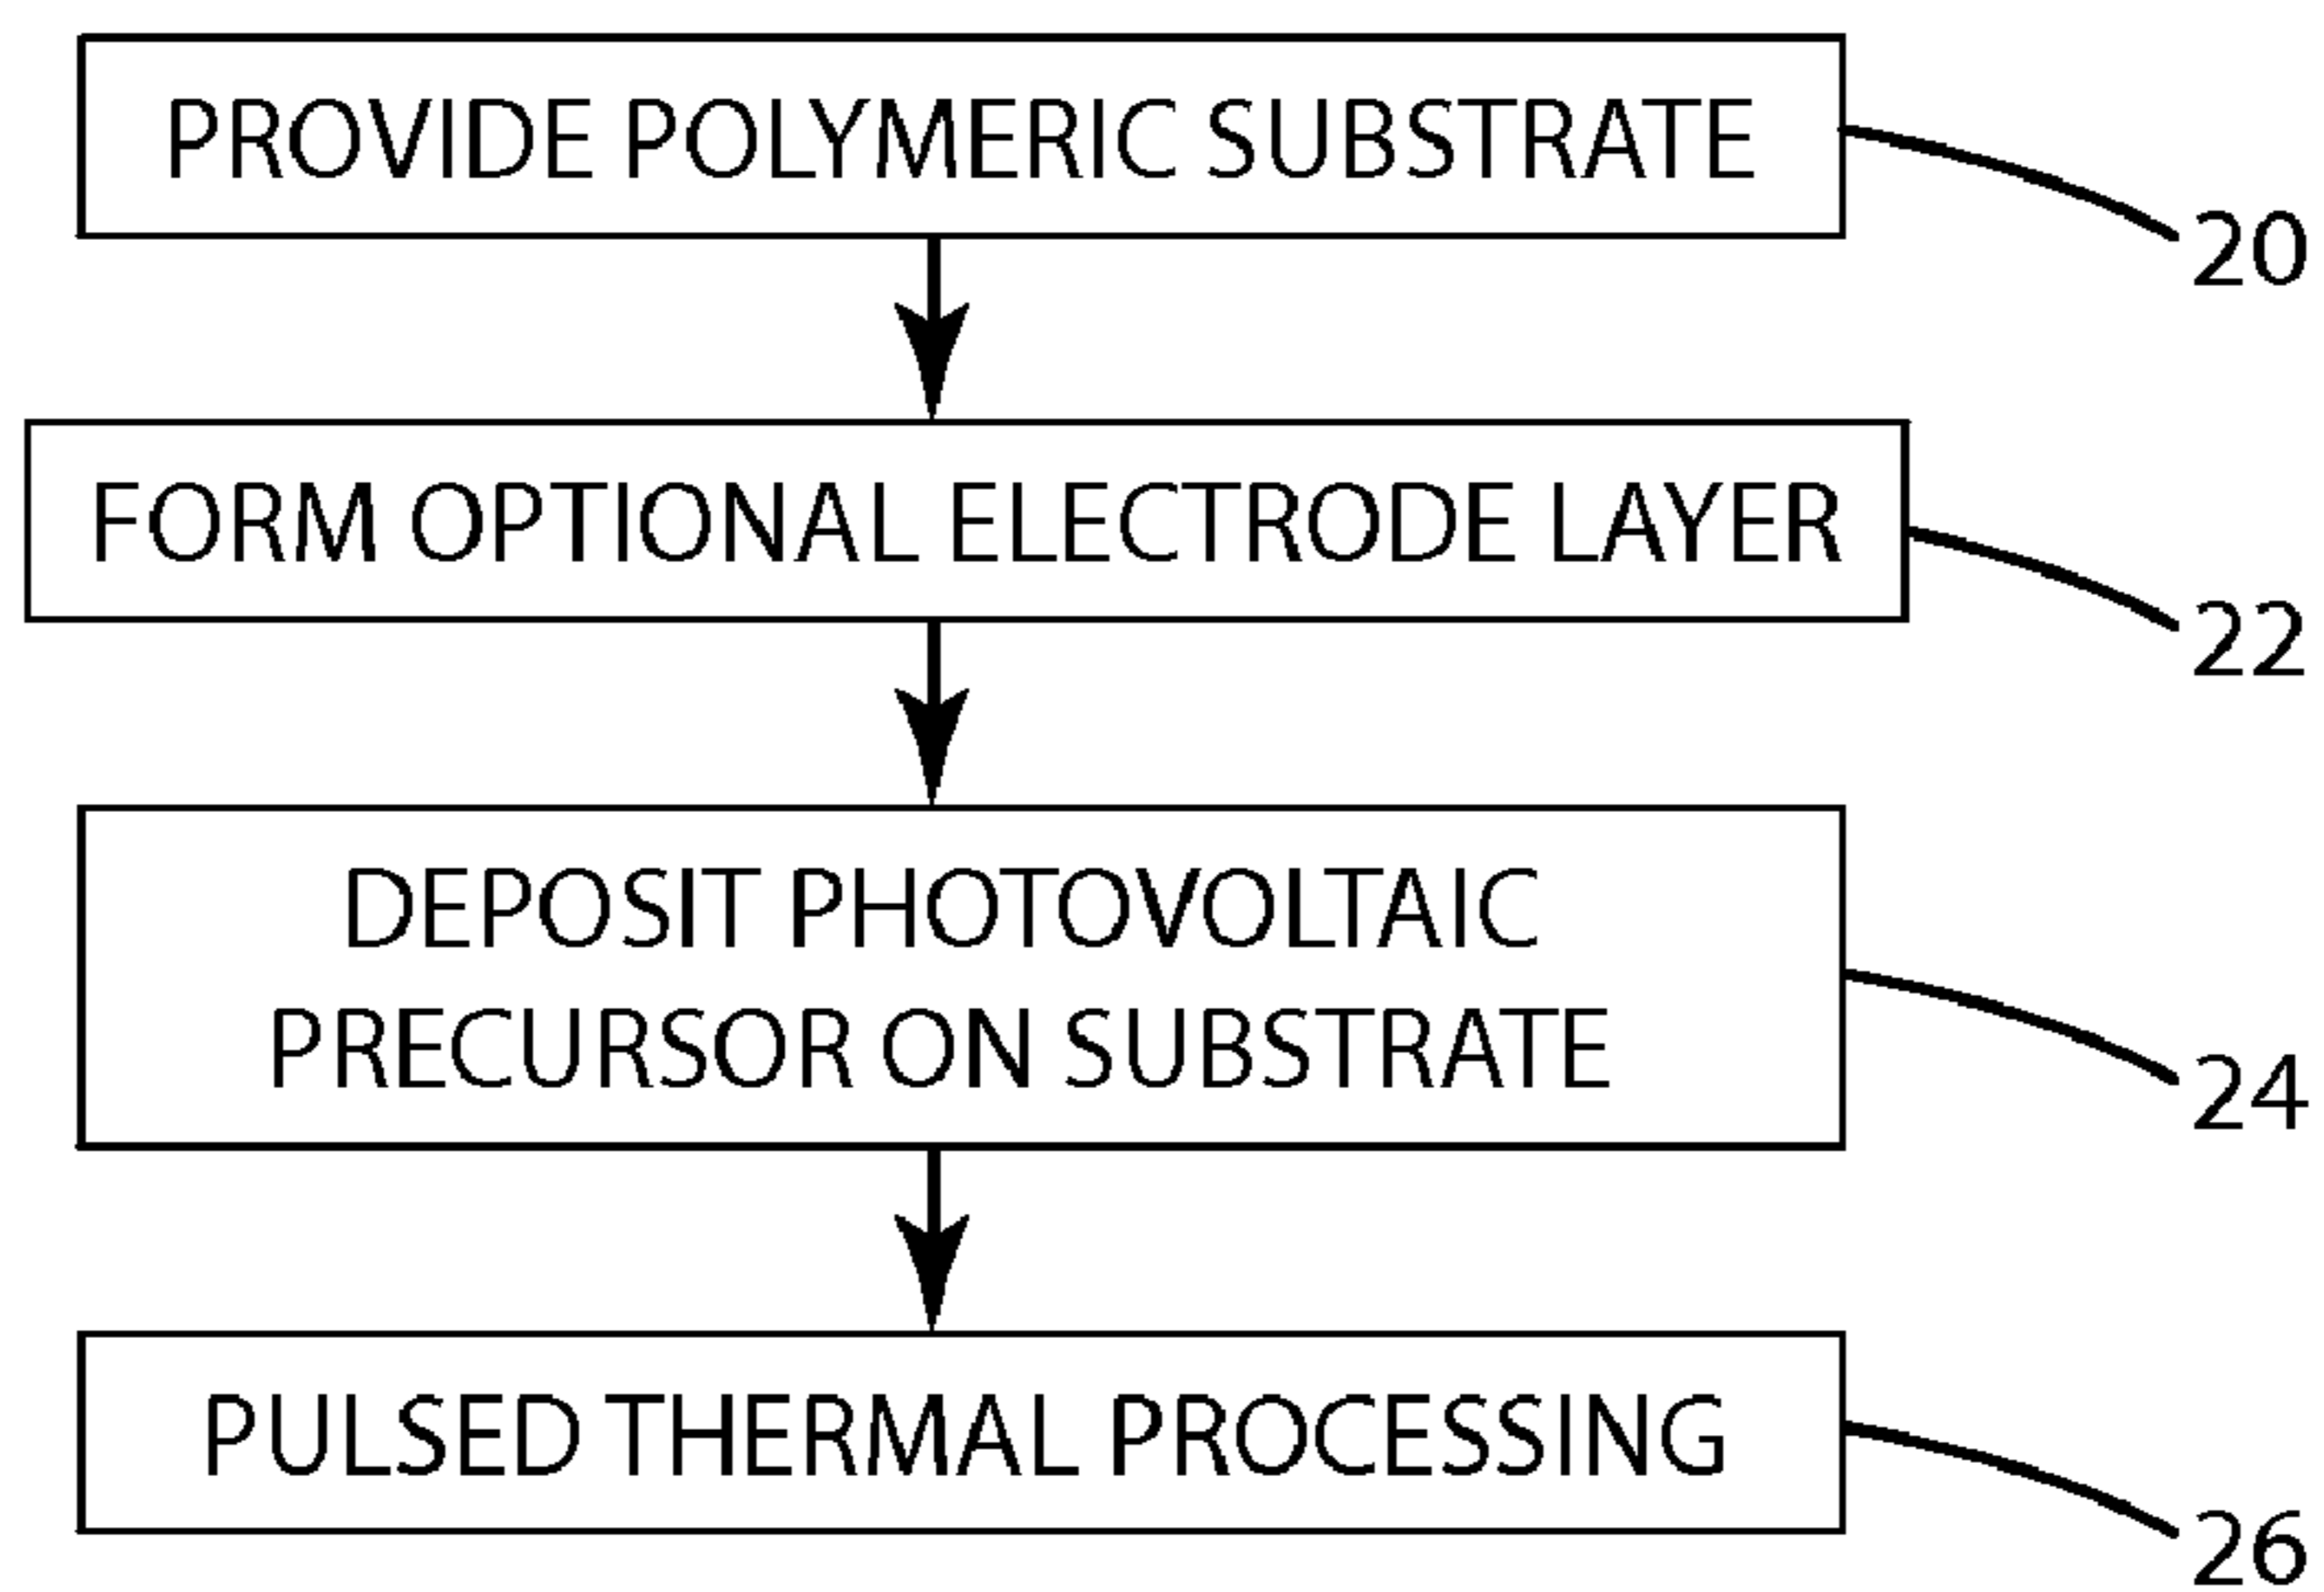 PROVIDE POLYMERIC SUBSTRATE
20
FORM OPTIONAL ELECTRODE LAYER
22
DEPOSIT PHOTOVOLTAIC
PRECURSOR ON SUBSTRATE
24
PULSED THERMAL PROCESSING
26